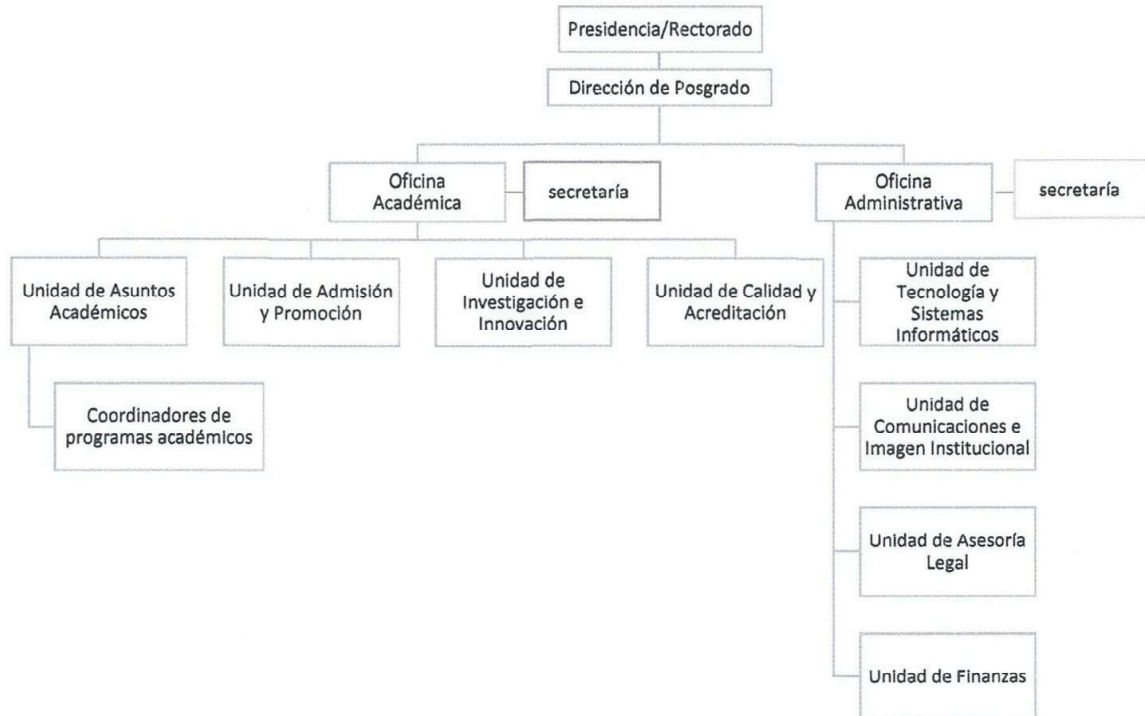 Presidencia/Rectorado
Dirección de Posgrado
Oficina
Académica
secretaría
Oficina
Administrativa
secretaría
Unidad de Asuntos
Académicos
Unidad de Admisión
y Promoción
Unidad de
Investigación e
Innovación
Unidad de Calidad y
Acreditación
Unidad de
Tecnología y
Sistemas
Informáticos
Coordinadores de
programas académicos
Unidad de
Comunicaciones e
Imagen Institucional
Unidad de Asesoría
Legal
Unidad de Finanzas